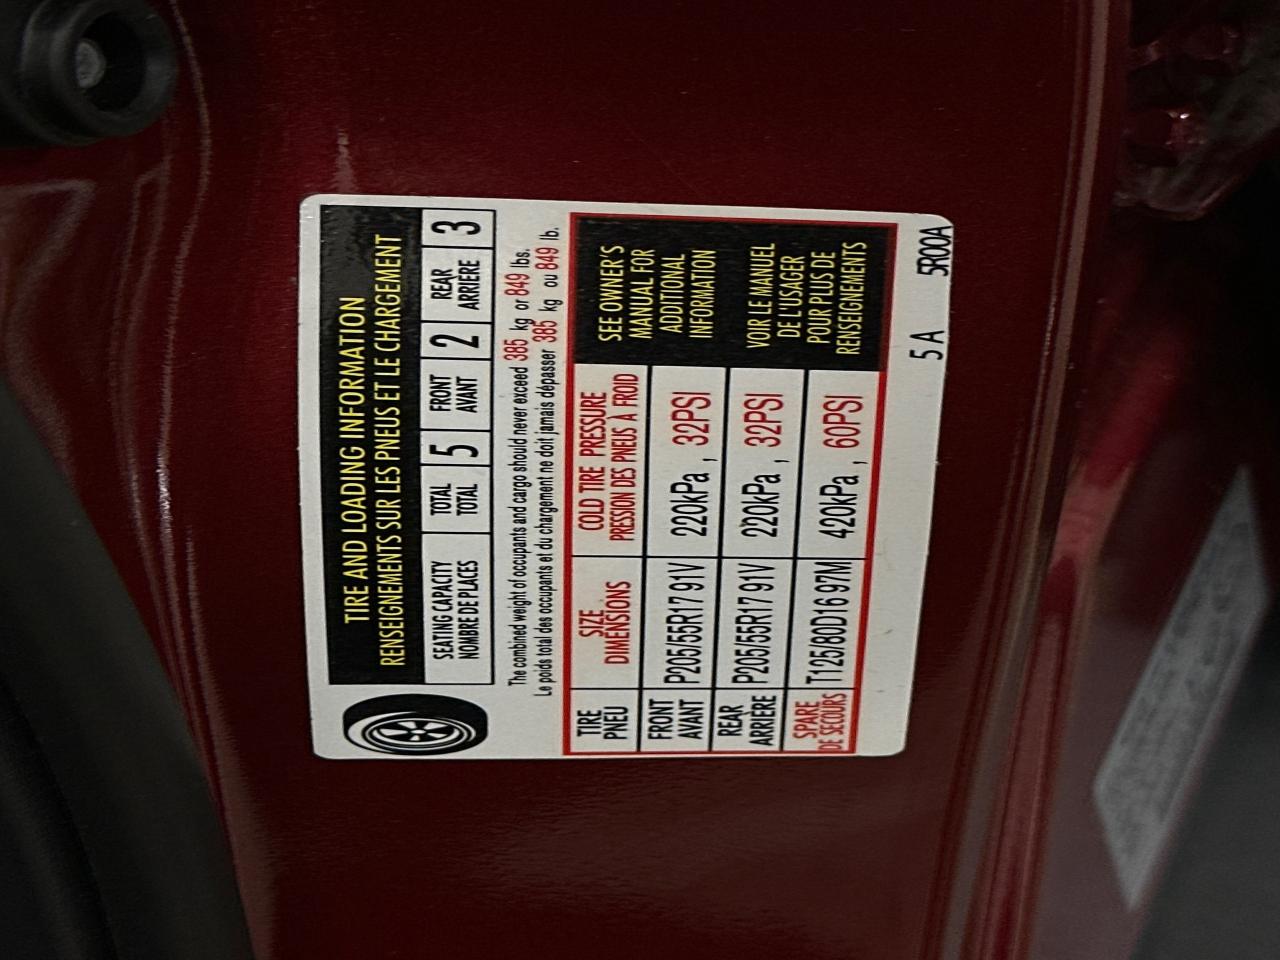 TIRE AND LOADING INFORMATION
RENSEIGNEMENTS SUR LES PNEUS ET LE CHARGEMENT
SEATING CAPACITY TOTAL 5 FRONT 2 REAR 3
NOMBRE DE PLACES TOTAL AVANT ARRIÈRE
The combined weight of occupants and cargo should never exceed 385 kg or 849 lbs.
Le poids total des occupants et du chargement ne doit jamais dépasser 385 kg ou 849 lb.
TIRE SIZE COLD TIRE PRESSURE
PNEU DIMENSIONS PRESSION DES PNEUS À FROID
FRONT P205/55R17 91V 220kPa , 32PSI
AVANT
REAR P205/55R17 91V 220kPa , 32PSI
ARRIÈRE
SPARE T125/80D16 97M 420kPa , 60PSI
DE SECOURS
SEE OWNER'S
MANUAL FOR
ADDITIONAL
INFORMATION
VOIR LE MANUEL
DE L'USAGER
POUR PLUS DE
RENSEIGNEMENTS
5 A 5R00A